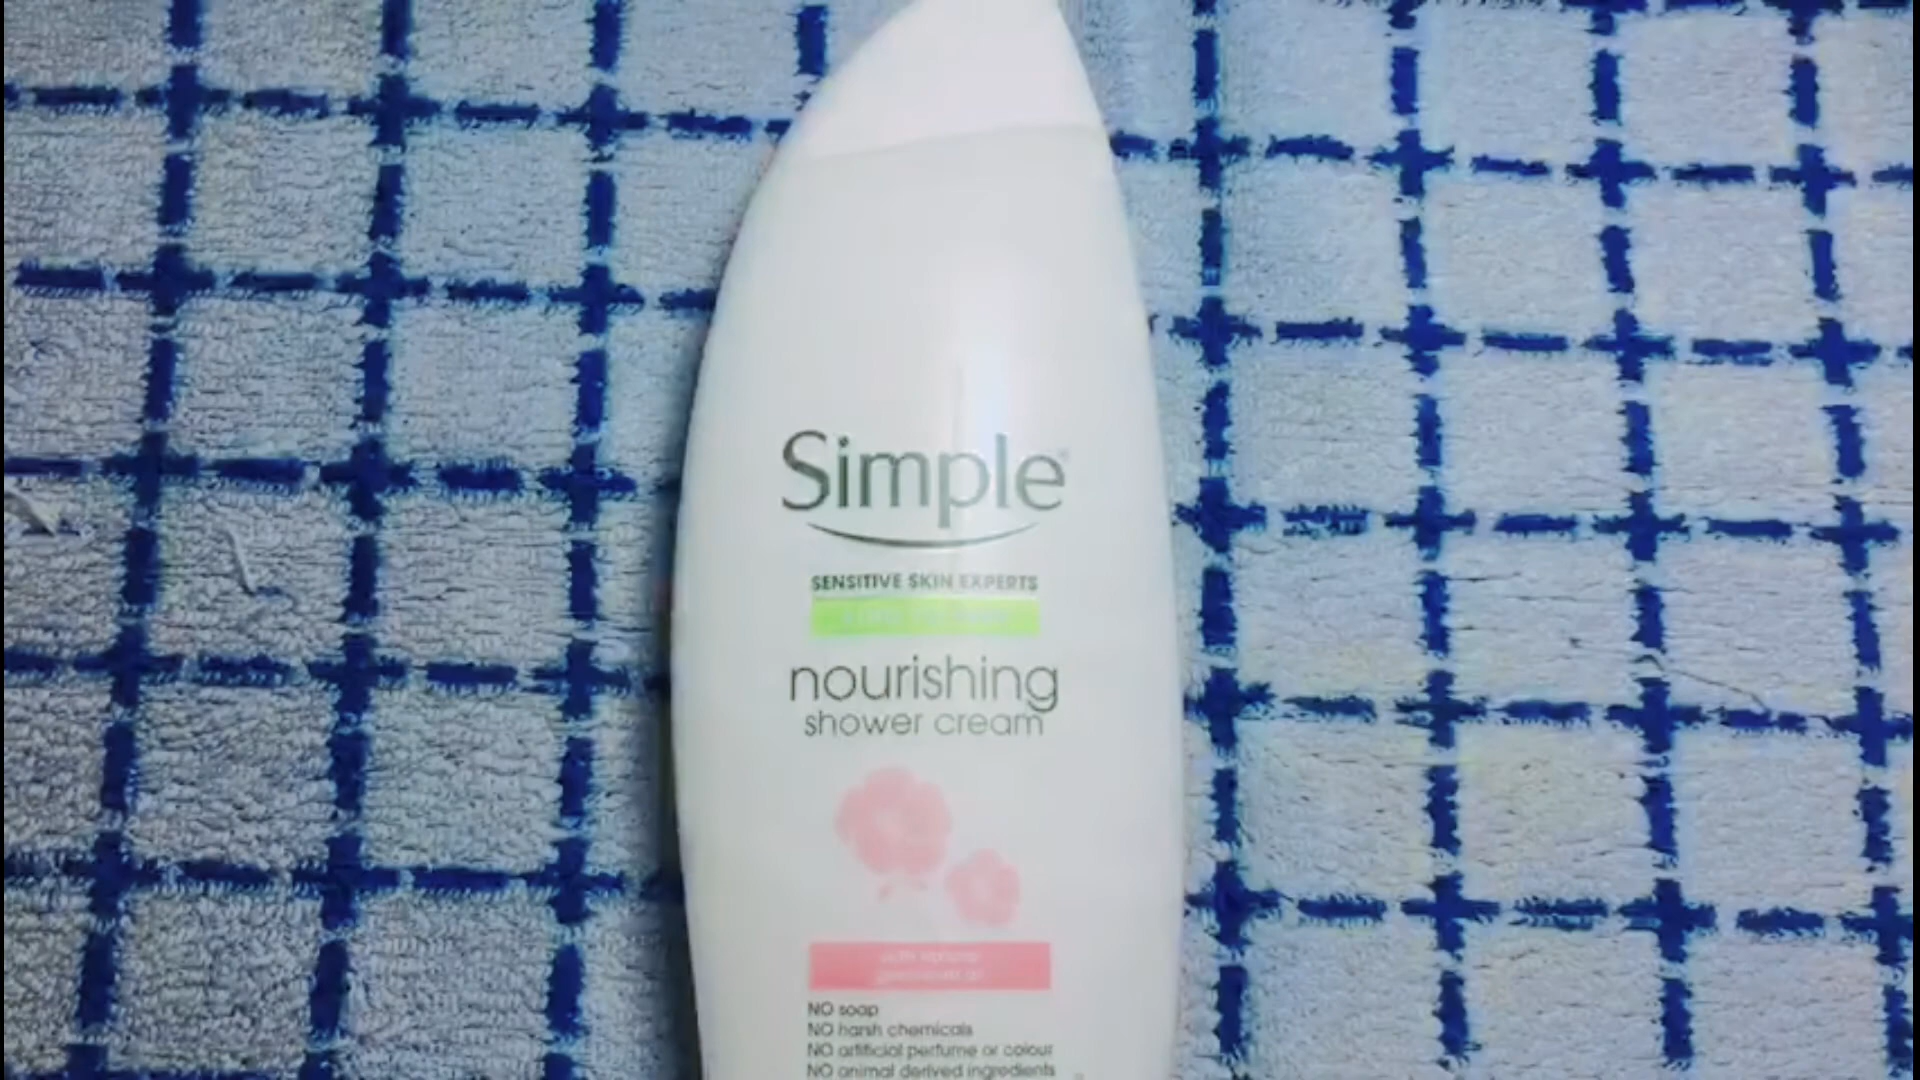 Simple
SENSITIVE SKIN EXPERTS
nourishing
shower cream
NO soap
NO harsh chemicals
NO artificial perfume or colour
NO animal derived ingredients